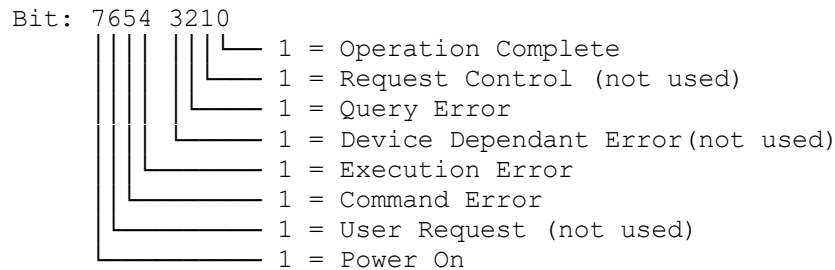 Bit: 7654 3210
1 = Operation Complete
1 = Request Control (not used)
1 = Query Error
1 = Device Dependant Error(not used)
1 = Execution Error
1 = Command Error
1 = User Request (not used)
1 = Power On